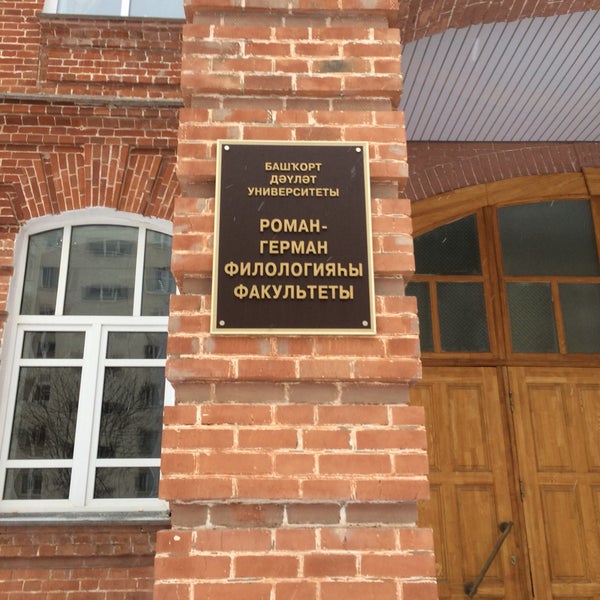 БАШҠОРТ
ДӘҮЛӘТ
УНИВЕРСИТЕТЫ
РОМАН-
ГЕРМАН
ФИЛОЛОГИЯҺЫ
ФАКУЛЬТЕТЫ